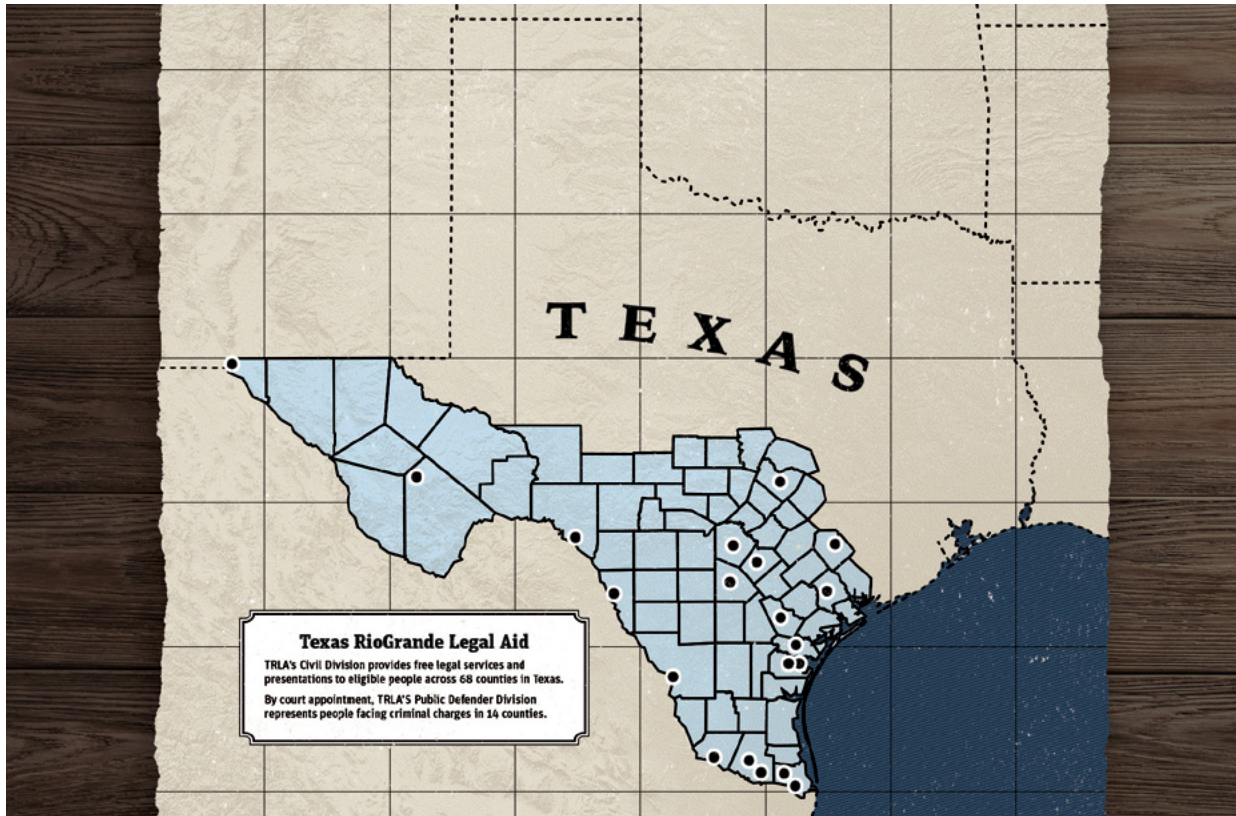 TEXAS
Texas RioGrande Legal Aid
TRLA's Civil Division provides free legal services and
presentations to eligible people across 68 counties in Texas.
By court appointment, TRLA'S Public Defender Division
represents people facing criminal charges in 14 counties.